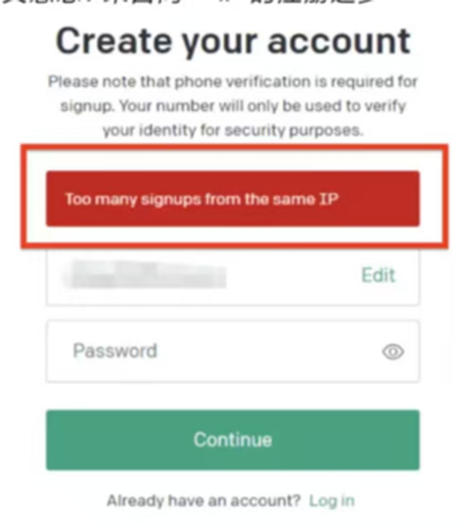 Create your account
Please note that phone verification is required for
signup. Your number will only be used to verify
your identity for security purposes.
Too many signups from the same IP
Edit
Password
Continue
Already have an account? Log in